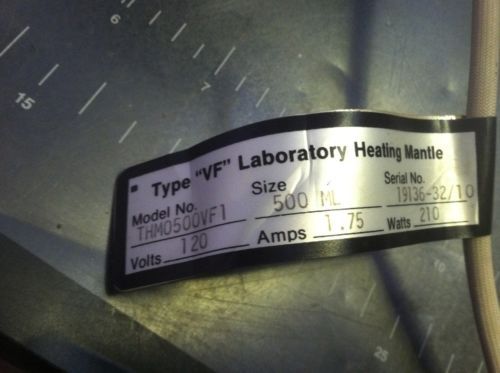 6
7
15
Type "VF" Laboratory Heating Mantle
Model No. Size Serial No.
THM0500VF1 500 ML 19136-32/10
Volts 120 Amps 1.75 Watts 210
25